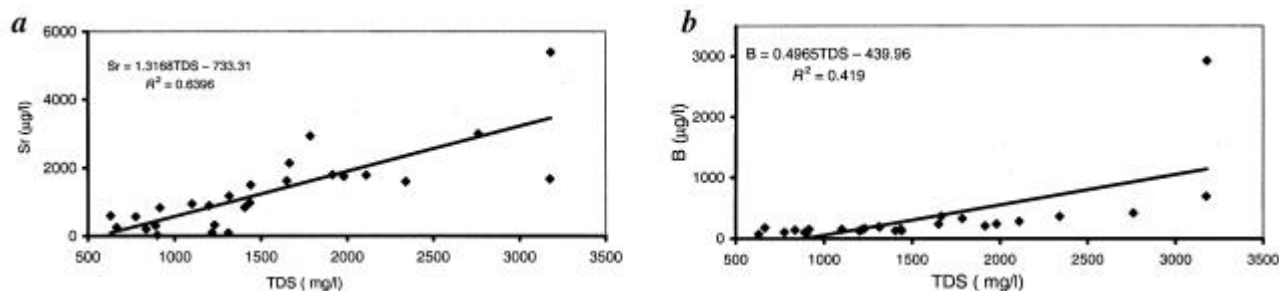 a
6000
4000
2000
0
Sr (µg/l)
Sr = 1.3168TDS – 733.31
R² = 0.6396
500 1000 1500 2000 2500 3000 3500
TDS ( mg/l)
b
3000
2000
1000
0
B (µg/l)
B = 0.4965TDS – 439.96
R² = 0.419
500 1000 1500 2000 2500 3000 3500
TDS ( mg/l)